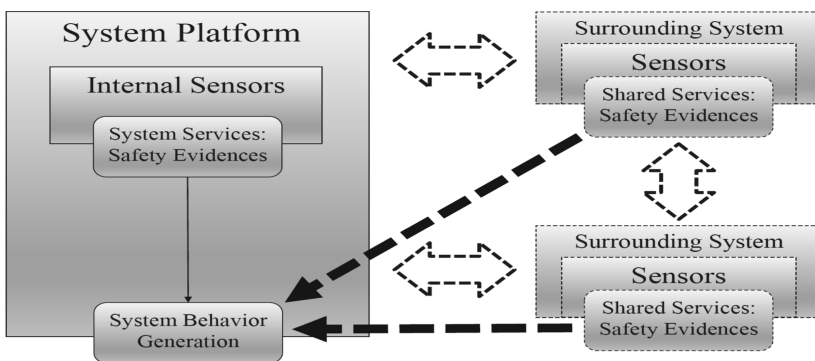 System Platform
Internal Sensors
System Services:
Safety Evidences
System Behavior
Generation
Surrounding System
Sensors
Shared Services:
Safety Evidences
Surrounding System
Sensors
Shared Services:
Safety Evidences